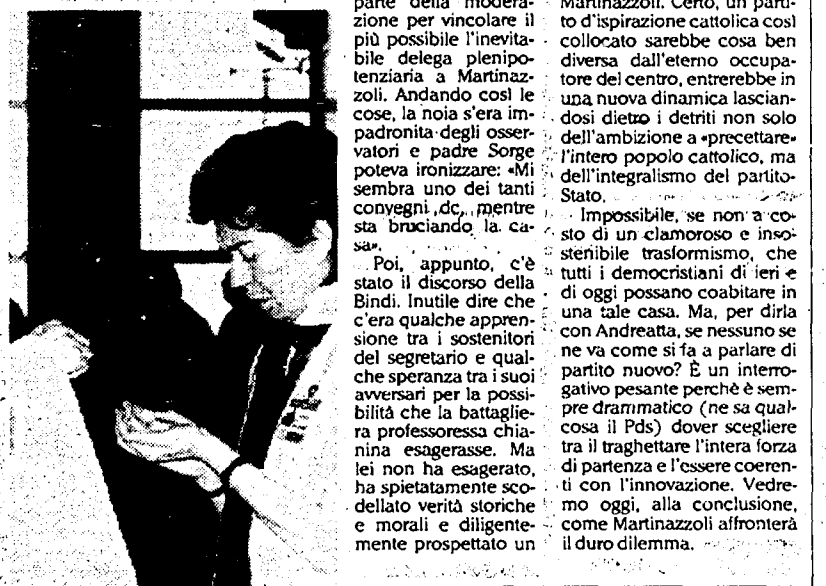 parte della modera-
zione per vincolare il
più possibile l'inevita-
bile delega plenipo-
tenziaria a Martinaz-
zoli. Andando così le
cose, la noia s'era im-
padronita degli osser-
vatori e padre Sorge
poteva ironizzare: «Mi
sembra uno dei tanti
convegni dc, mentre
sta bruciando la ca-
sa».
Poi, appunto, c'è
stato il discorso della
Bindi. Inutile dire che
c'era qualche appren-
sione tra i sostenitori
del segretario e qual-
che speranza tra i suoi
avversari per la possi-
bilità che la battaglie-
ra professoressa chia-
nina esagerasse. Ma
lei non ha esagerato,
ha spietatamente sco-
dellato verità storiche
e morali e diligente-
mente prospettato un
Martinazzoli. Certo, un parti-
to d'ispirazione cattolica così
collocato sarebbe cosa ben
diversa dall'eterno occupa-
tore del centro, entrerebbe in
una nuova dinamica lascian-
dosi dietro i detriti non solo
dell'ambizione a «precettare»
l'intero popolo cattolico, ma
dell'integralismo del partito-
Stato.
Impossibile, se non a co-
sto di un clamoroso e inso-
stenibile trasformismo, che
tutti i democristiani di ieri e
di oggi possano coabitare in
una tale casa. Ma, per dirla
con Andreatta, se nessuno se
ne va come si fa a parlare di
partito nuovo? È un interro-
gativo pesante perchè è sem-
pre drammatico (ne sa qual-
cosa il Pds) dover scegliere
tra il traghettare l'intera forza
di partenza e l'essere coeren-
ti con l'innovazione. Vedre-
mo oggi, alla conclusione,
come Martinazzoli affronterà
il duro dilemma.